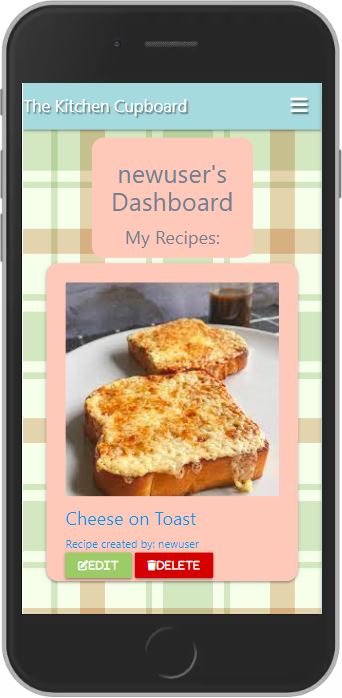 The Kitchen Cupboard
newuser's
Dashboard
My Recipes:
Cheese on Toast
Recipe created by: newuser
EDIT
DELETE